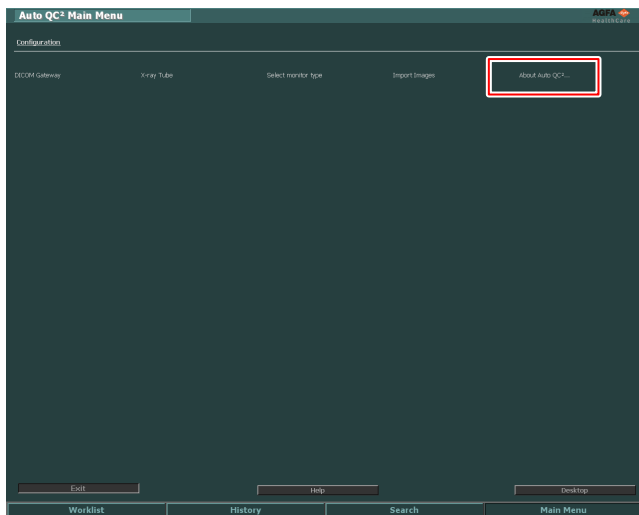 Auto QC² Main Menu
AGFA
HealthCare
Configuration
DICOM Gateway
X-ray Tube
Select monitor type
Import Images
About Auto QC²...
Exit
Help
Desktop
Worklist
History
Search
Main Menu